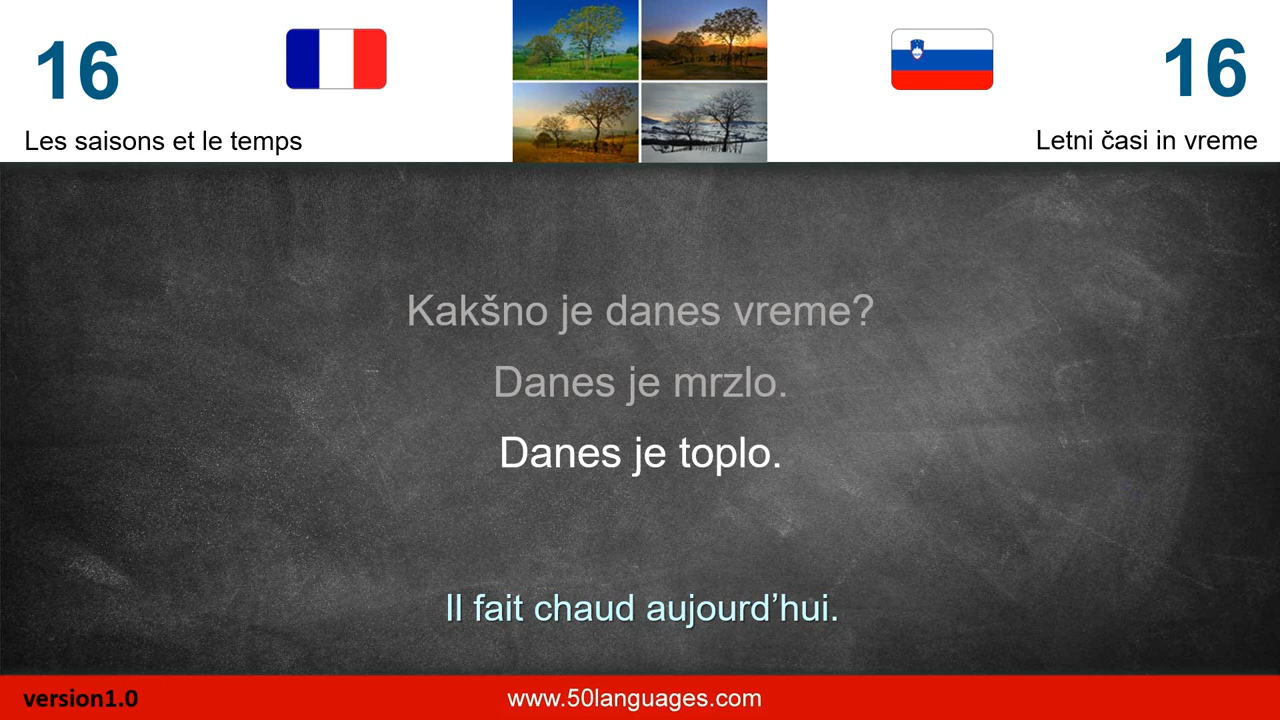 16
16
Les saisons et le temps
Letni časi in vreme
Kakšno je danes vreme?
Danes je mrzlo.
Danes je toplo.
Il fait chaud aujourd’hui.
version1.0
www.50languages.com